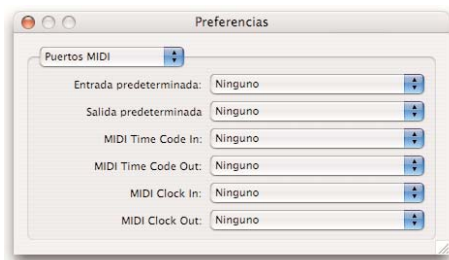 Preferencias
Puertos MIDI
Entrada predeterminada: Ninguno
Salida predeterminada Ninguno
MIDI Time Code In: Ninguno
MIDI Time Code Out: Ninguno
MIDI Clock In: Ninguno
MIDI Clock Out: Ninguno